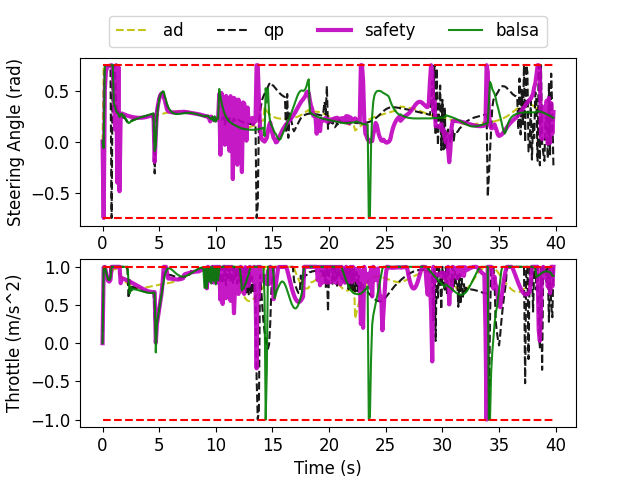 ad qp safety balsa
Steering Angle (rad)
0.5
0.0
−0.5
0 5 10 15 20 25 30 35 40
Throttle (m/s^2)
1.0
0.5
0.0
−0.5
−1.0
0 5 10 15 20 25 30 35 40
Time (s)